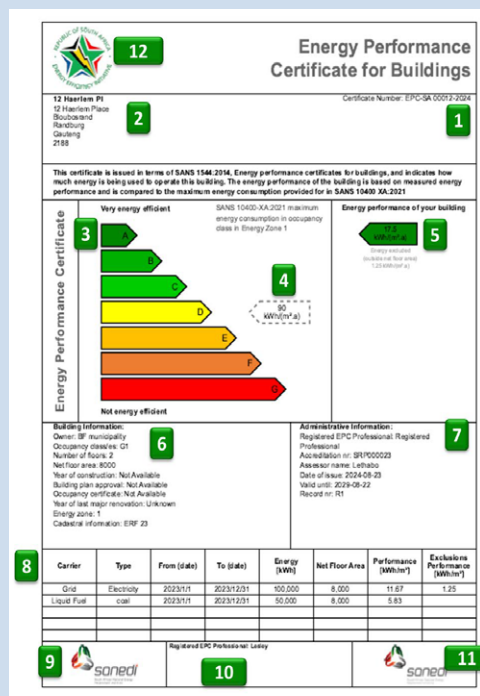 REPUBLIC OF SOUTH AFRICA
ENERGY EFFICIENCY INITIATIVE
12
Energy Performance
Certificate for Buildings
12 Haerlem Pl
12 Haerlem Place
Bloubosrand
Randburg
Gauteng
2188
2
Certificate Number: EPC-SA 00012-2024
1
This certificate is issued in terms of SANS 1544:2014, Energy performance certificates for buildings, and indicates how
much energy is being used to operate this building. The energy performance of the building is based on measured energy
performance and is compared to the maximum energy consumption provided for in SANS 10400 XA:2021
Energy Performance Certificate
Very energy efficient
3
A
B
C
D
E
F
G
Not energy efficient
SANS 10400-XA:2021 maximum
energy consumption in occupancy
class in Energy Zone 1
4
90
kWh/(m².a)
Energy performance of your building
17.5
kWh/(m².a)
5
Energy excluded
(outside net floor area)
1.25 kWh/(m².a)
Building Information:
Owner: BF municipality
Occupancy class/es: G1
Number of floors: 2
Net floor area: 8000
Year of construction: Not Available
Building plan approval: Not Available
Occupancy certificate: Not Available
Year of last major renovation: Unknown
Energy zone: 1
Cadastral information: ERF 23
6
Administrative Information:
Registered EPC Professional: Registered
Professional
Accreditation nr: SRP000023
Assessor name: Lethabo
Date of issue: 2024-08-23
Valid until: 2029-08-22
Record nr: R1
7
8
Carrier Type From (date) To (date) Energy [kWh] Net Floor Area Performance [kWh/m²] Exclusions Performance [kWh/m²]
Grid Electricity 2023/1/1 2023/12/31 100,000 8,000 11.67 1.25
Liquid Fuel coal 2023/1/1 2023/12/31 50,000 8,000 5.83
9
sanedi
Registered EPC Professional: Lesley
10
sanedi
11